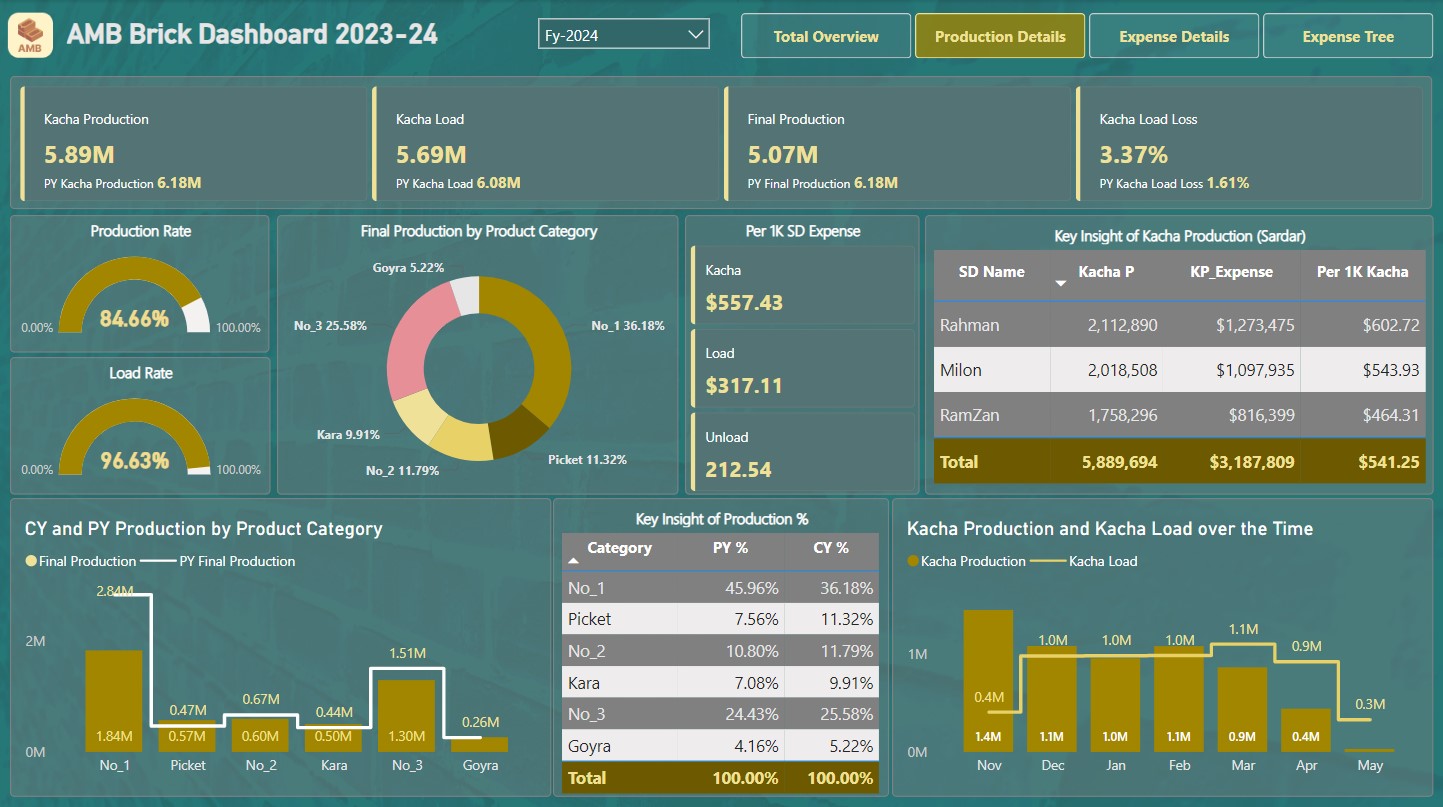 AMB
AMB Brick Dashboard 2023-24
Fy-2024
Total Overview
Production Details
Expense Details
Expense Tree
Kacha Production
5.89M
PY Kacha Production 6.18M
Kacha Load
5.69M
PY Kacha Load 6.08M
Final Production
5.07M
PY Final Production 6.18M
Kacha Load Loss
3.37%
PY Kacha Load Loss 1.61%
Production Rate
84.66%
0.00%
100.00%
Load Rate
96.63%
0.00%
100.00%
Final Production by Product Category
Goyra 5.22%
No_3 25.58%
No_1 36.18%
Kara 9.91%
No_2 11.79%
Picket 11.32%
Per 1K SD Expense
Kacha
$557.43
Load
$317.11
Unload
212.54
Key Insight of Kacha Production (Sardar)
SD Name Kacha P KP_Expense Per 1K Kacha
Rahman 2,112,890 $1,273,475 $602.72
Milon 2,018,508 $1,097,935 $543.93
RamZan 1,758,296 $816,399 $464.31
Total 5,889,694 $3,187,809 $541.25
CY and PY Production by Product Category
Final Production PY Final Production
2.84M
2M
1.51M
0.67M
0.47M
0.44M
0.26M
1.84M 0.57M 0.60M 0.50M 1.30M
0M
No_1 Picket No_2 Kara No_3 Goyra
Key Insight of Production %
Category PY % CY %
No_1 45.96% 36.18%
Picket 7.56% 11.32%
No_2 10.80% 11.79%
Kara 7.08% 9.91%
No_3 24.43% 25.58%
Goyra 4.16% 5.22%
Total 100.00% 100.00%
Kacha Production and Kacha Load over the Time
Kacha Production Kacha Load
1M
0.4M 1.0M 1.0M 1.0M 1.1M 0.9M 0.3M
1.4M 1.1M 1.0M 1.1M 0.9M 0.4M
0M
Nov Dec Jan Feb Mar Apr May